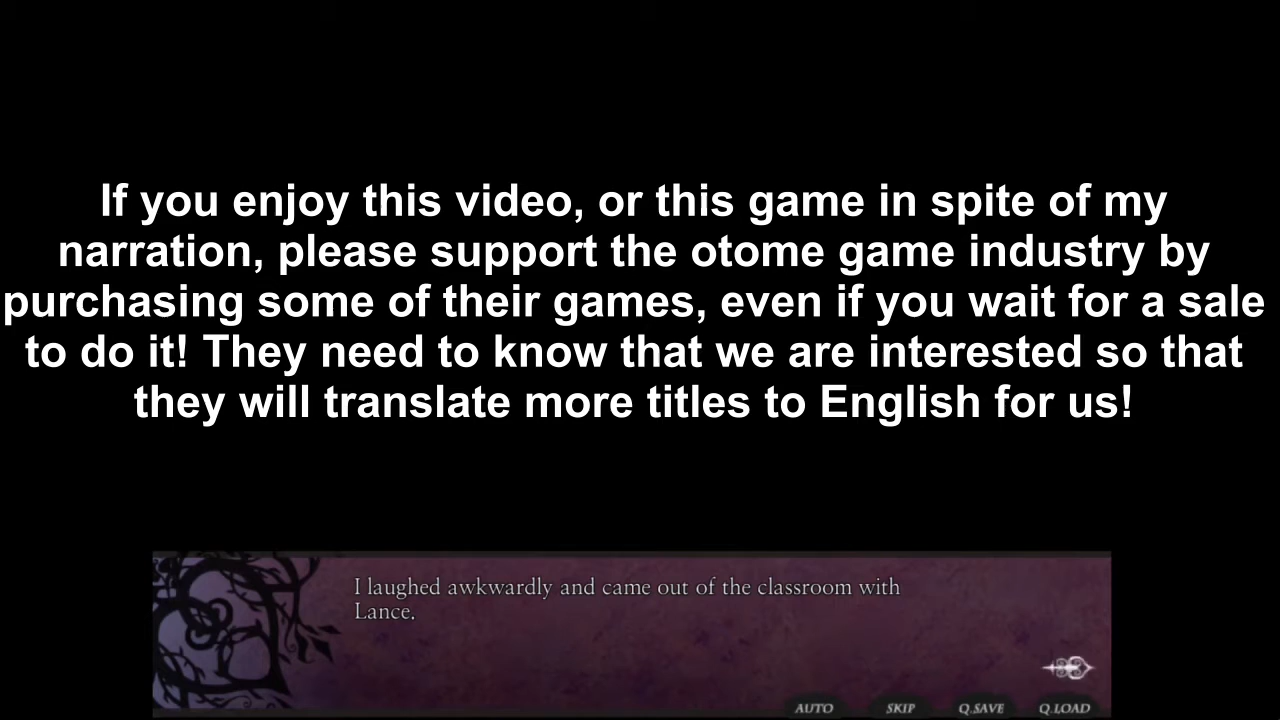 If you enjoy this video, or this game in spite of my
narration, please support the otome game industry by
purchasing some of their games, even if you wait for a sale
to do it! They need to know that we are interested so that
they will translate more titles to English for us!
I laughed awkwardly and came out of the classroom with
Lance.
AUTO SKIP Q.SAVE Q.LOAD